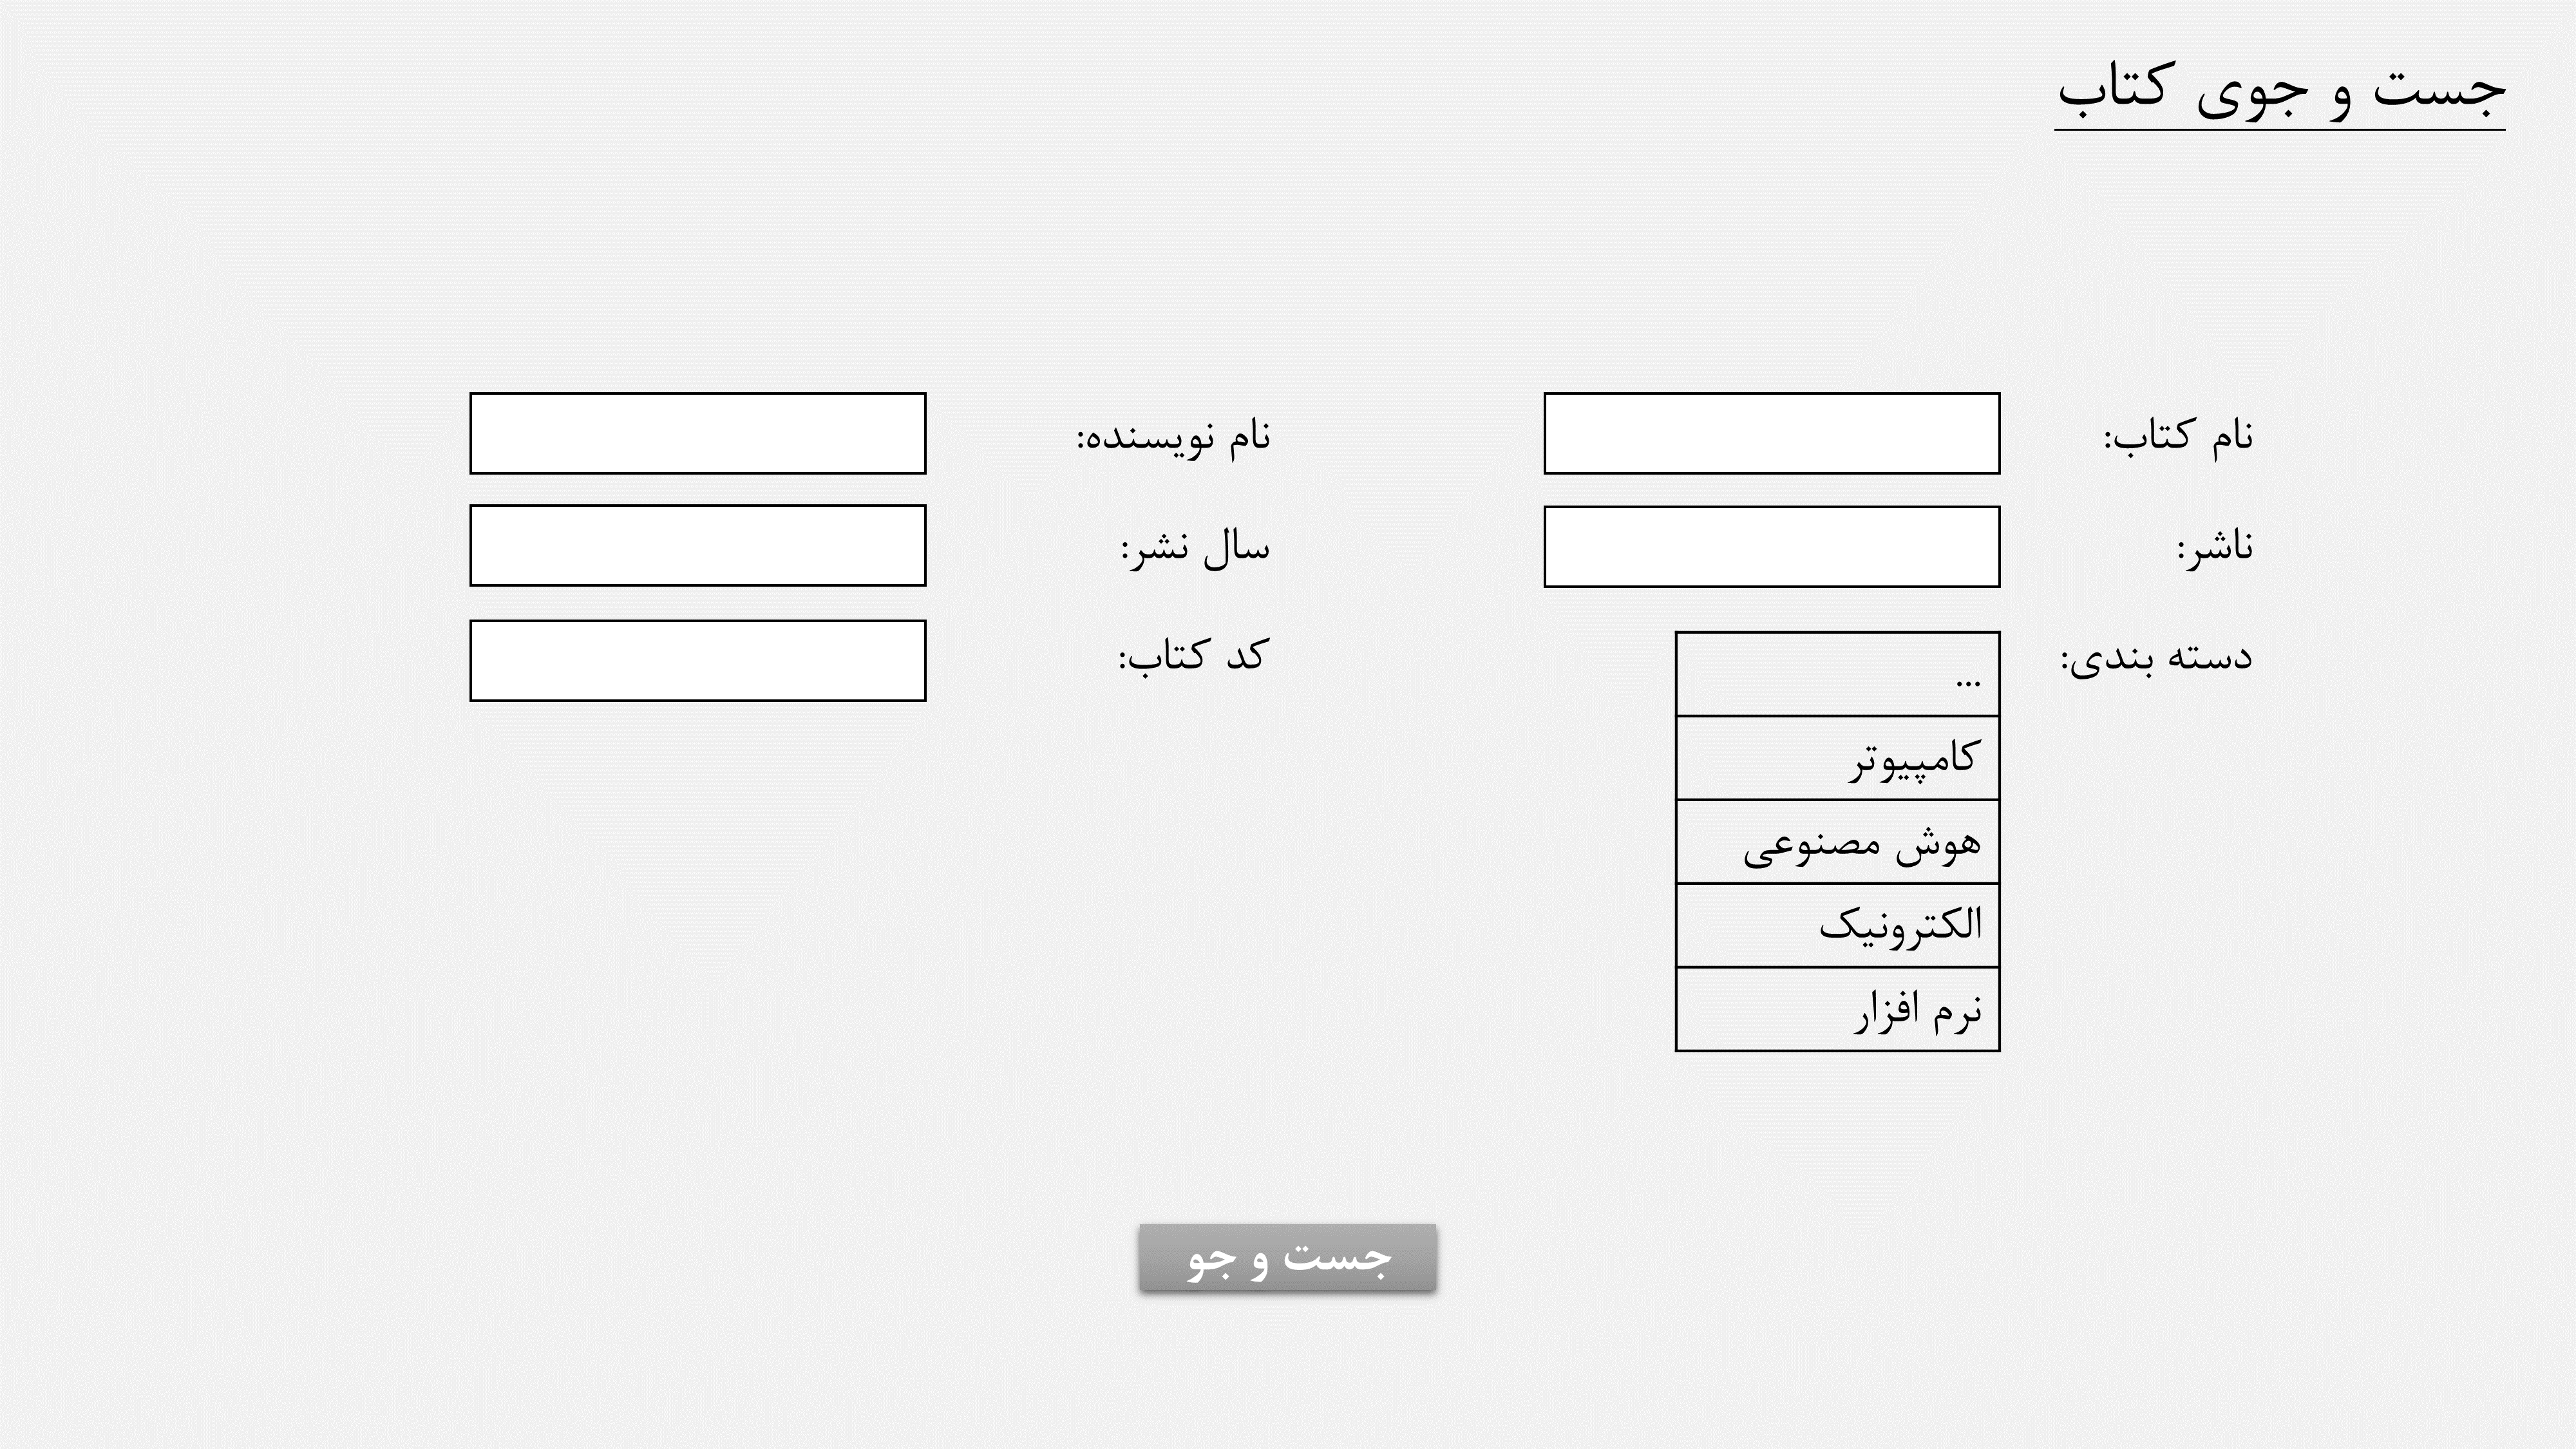 جست و جوی کتاب
نام کتاب:
نام نویسنده:
ناشر:
سال نشر:
دسته بندی:
کد کتاب:
...
کامپیوتر
هوش مصنوعی
الکترونیک
نرم افزار
جست و جو